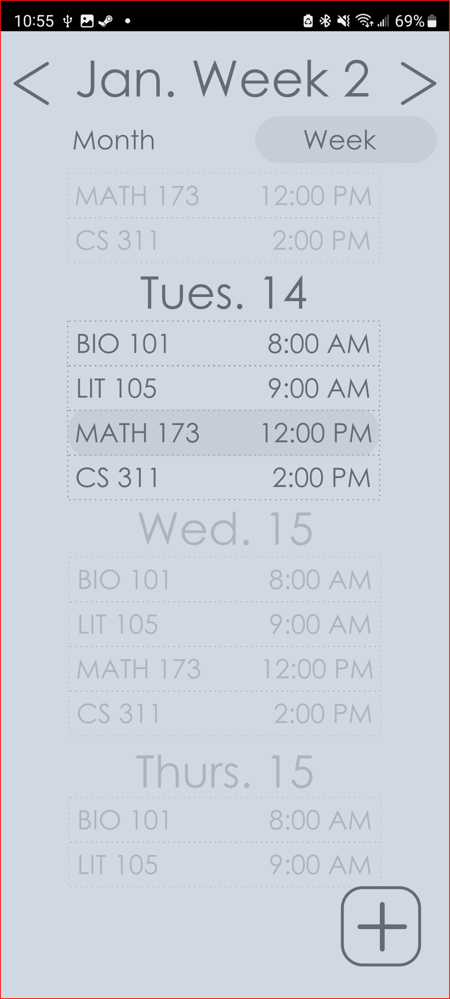 10:55 69%
< Jan. Week 2 >
Month Week
MATH 173 12:00 PM
CS 311 2:00 PM
Tues. 14
BIO 101 8:00 AM
LIT 105 9:00 AM
MATH 173 12:00 PM
CS 311 2:00 PM
Wed. 15
BIO 101 8:00 AM
LIT 105 9:00 AM
MATH 173 12:00 PM
CS 311 2:00 PM
Thurs. 15
BIO 101 8:00 AM
LIT 105 9:00 AM
+